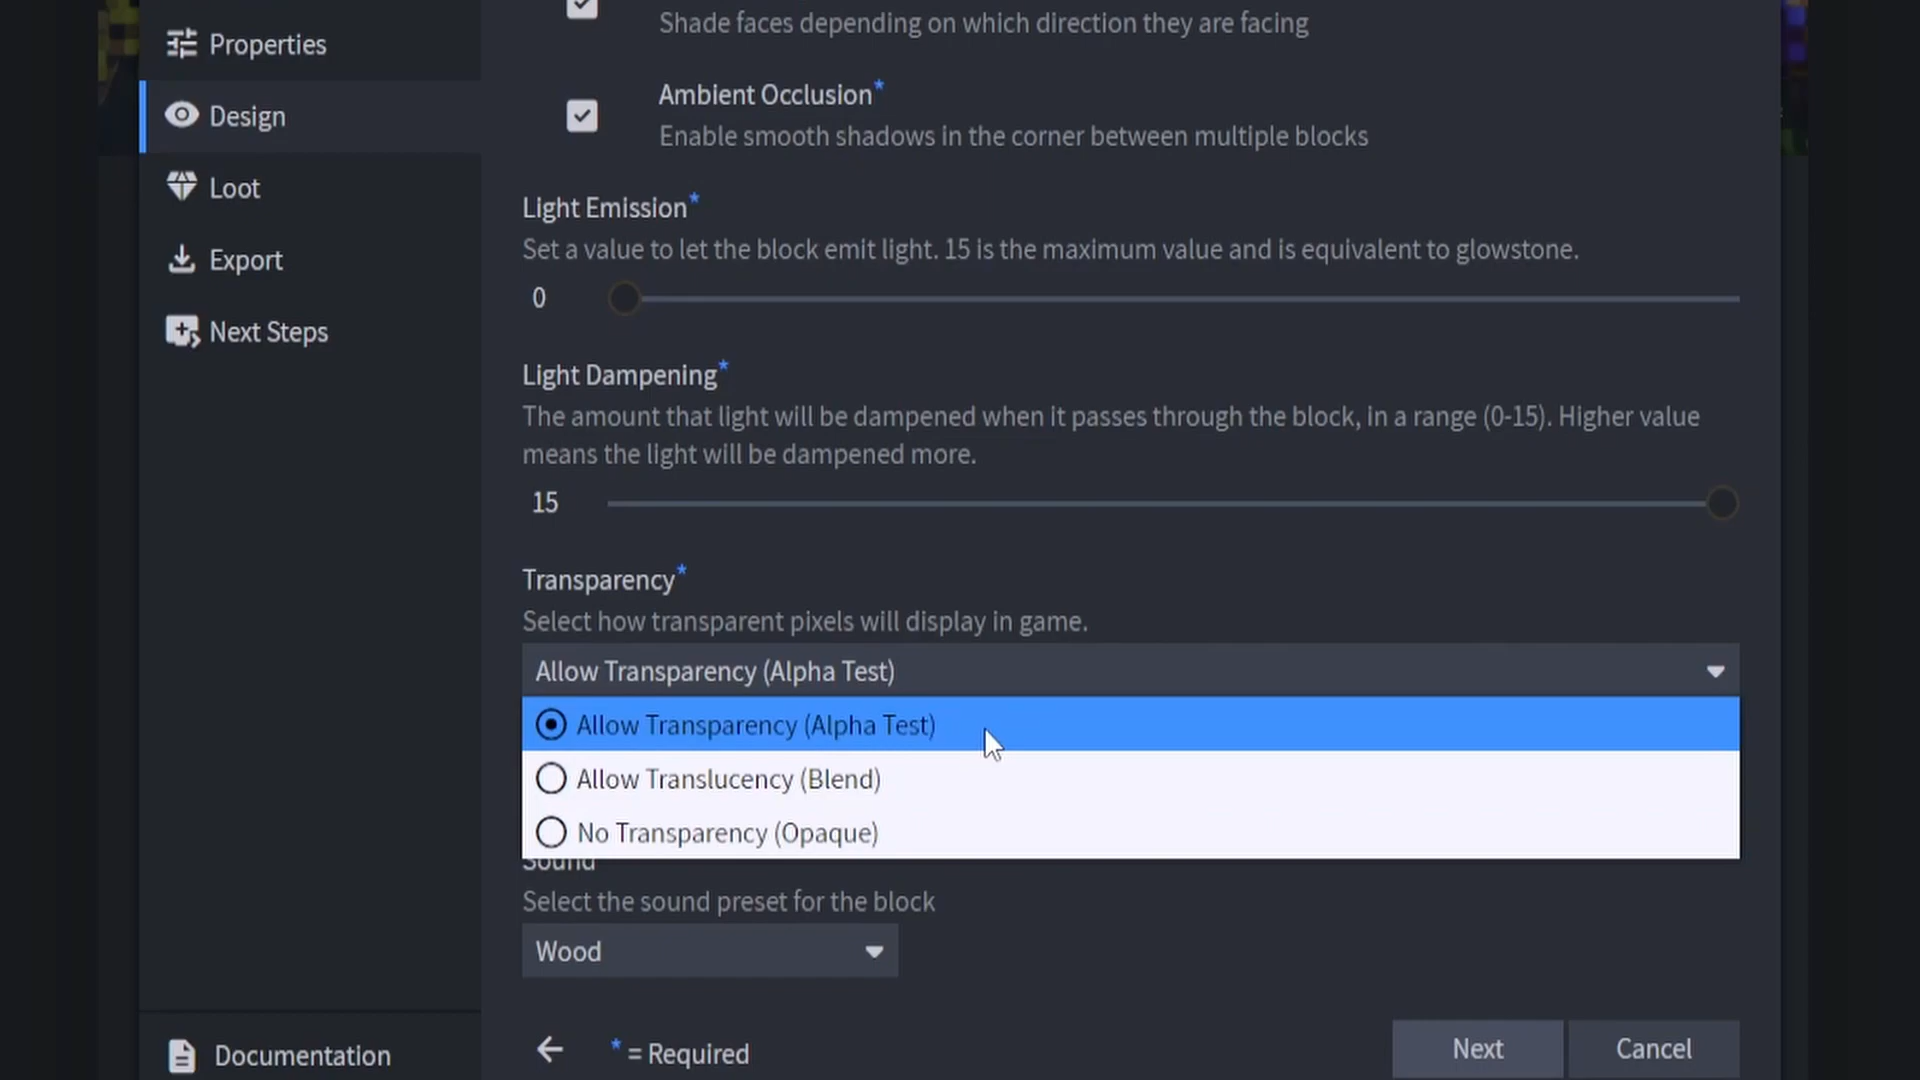 Properties
Design
Loot
Export
Next Steps
Documentation
Shade faces depending on which direction they are facing
Ambient Occlusion*
Enable smooth shadows in the corner between multiple blocks
Light Emission*
Set a value to let the block emit light. 15 is the maximum value and is equivalent to glowstone.
0
Light Dampening*
The amount that light will be dampened when it passes through the block, in a range (0-15). Higher value
means the light will be dampened more.
15
Transparency*
Select how transparent pixels will display in game.
Allow Transparency (Alpha Test)
Allow Transparency (Alpha Test)
Allow Translucency (Blend)
No Transparency (Opaque)
Sound
Select the sound preset for the block
Wood
* = Required
Next
Cancel